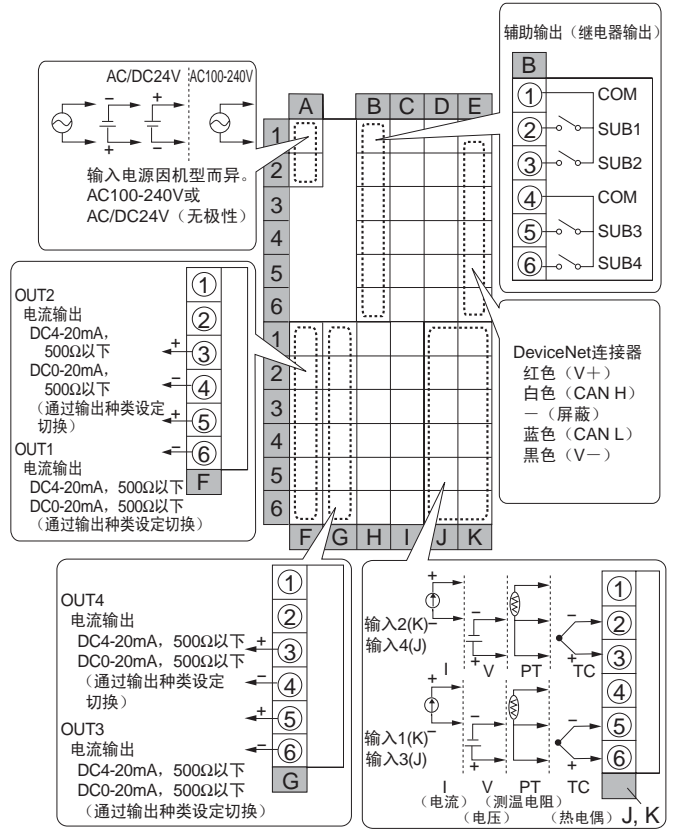 AC/DC24V AC100-240V
输入电源因机型而异。
AC100-240V或
AC/DC24V（无极性）
辅助输出（继电器输出）
B
① COM
② SUB1
③ SUB2
④ COM
⑤ SUB3
⑥ SUB4
A B C D E
1
2
3
4
5
6
1
2
3
4
5
6
F G H I J K
OUT2
电流输出
DC4-20mA，
500Ω以下
DC0-20mA，
500Ω以下
（通过输出种类设定
切换）
OUT1
电流输出
DC4-20mA，500Ω以下
DC0-20mA，500Ω以下
（通过输出种类设定切换）
①
②
+ ③
− ④
+ ⑤
− ⑥
F
DeviceNet连接器
红色（V＋）
白色（CAN H）
－（屏蔽）
蓝色（CAN L）
黑色（V－）
OUT4
电流输出
DC4-20mA，500Ω以下
DC0-20mA，500Ω以下
（通过输出种类设定
切换）
OUT3
电流输出
DC4-20mA，500Ω以下
DC0-20mA，500Ω以下
（通过输出种类设定切换）
①
②
+ ③
− ④
+ ⑤
− ⑥
G
输入2(K)
输入4(J)
I V PT TC
输入1(K)
输入3(J)
I V PT TC
（电流）（测温电阻）
（电压）（热电偶）
①
②
③
④
⑤
⑥
J, K